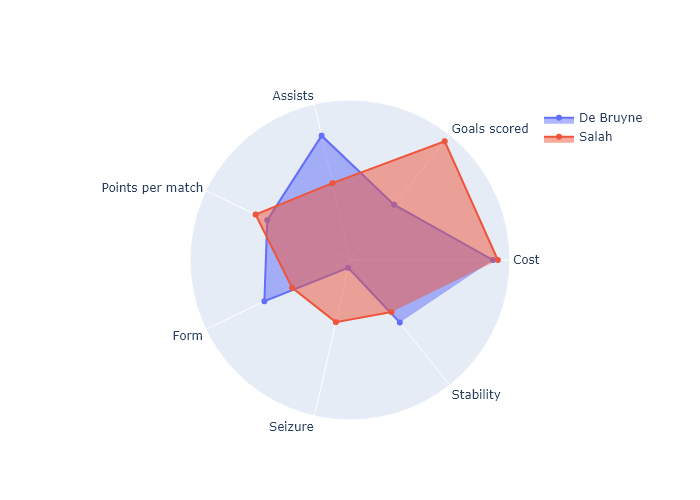 Assists
Goals scored
De Bruyne
Salah
Points per match
Cost
Form
Stability
Seizure